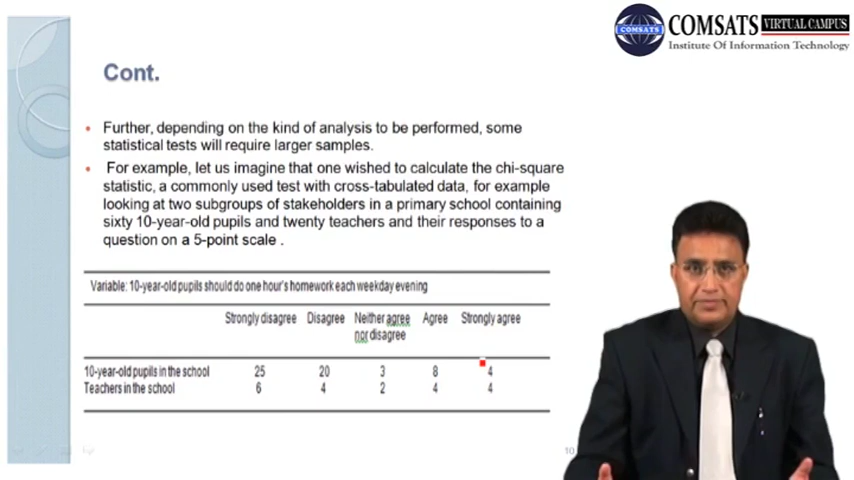 COMSATS VIRTUAL CAMPUS
COMSATS
Institute Of Information Technology
Cont.
Further, depending on the kind of analysis to be performed, some
statistical tests will require larger samples.
For example, let us imagine that one wished to calculate the chi-square
statistic, a commonly used test with cross-tabulated data, for example
looking at two subgroups of stakeholders in a primary school containing
sixty 10-year-old pupils and twenty teachers and their responses to a
question on a 5-point scale .
Variable: 10-year-old pupils should do one hour's homework each weekday evening
Strongly disagree Disagree Neither agree Agree Strongly agree
nor disagree
10-year-old pupils in the school 25 20 3 8 4
Teachers in the school 6 4 2 4 4
10